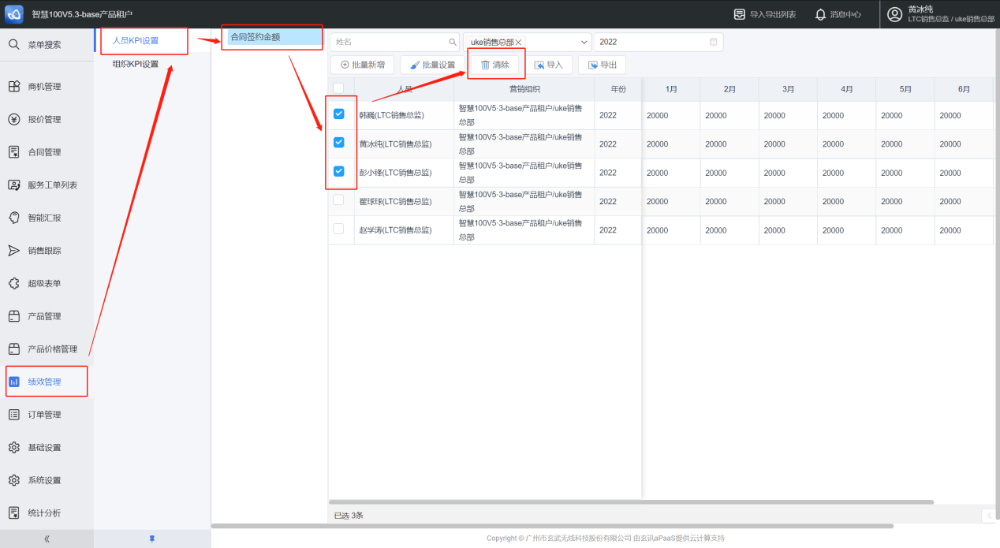 智慧100V5.3-base产品租户
导入导出列表
消息中心
黄冰纯
LTC销售总监 / uke销售总部
菜单搜索
商机管理
报价管理
合同管理
服务工单列表
智能汇报
销售跟踪
超级表单
产品管理
产品价格管理
绩效管理
订单管理
基础设置
系统设置
统计分析
人员KPI设置
组织KPI设置
合同签约金额
姓名
uke销售总部
2022
批量新增
批量设置
清除
导入
导出
人员 营销组织 年份 1月 2月 3月 4月 5月 6月
韩巍(LTC销售总监) 智慧100V5·3-base产品租户/uke销售 2022 20000 20000 20000 20000 20000 20000
总部
黄冰纯(LTC销售总监) 智慧100V5·3-base产品租户/uke销售 2022 20000 20000 20000 20000 20000 20000
总部
彭小锋(LTC销售总监) 智慧100V5·3-base产品租户/uke销售 2022 20000 20000 20000 20000 20000 20000
总部
翟球球(LTC销售总监) 智慧100V5·3-base产品租户/uke销售 2022 20000 20000 20000 20000 20000 20000
总部
赵学涛(LTC销售总监) 智慧100V5·3-base产品租户/uke销售 2022 20000 20000 20000 20000 20000 20000
总部
已选 3条
Copyright © 广州市玄武无线科技股份有限公司 由玄讯aPaaS提供云计算支持